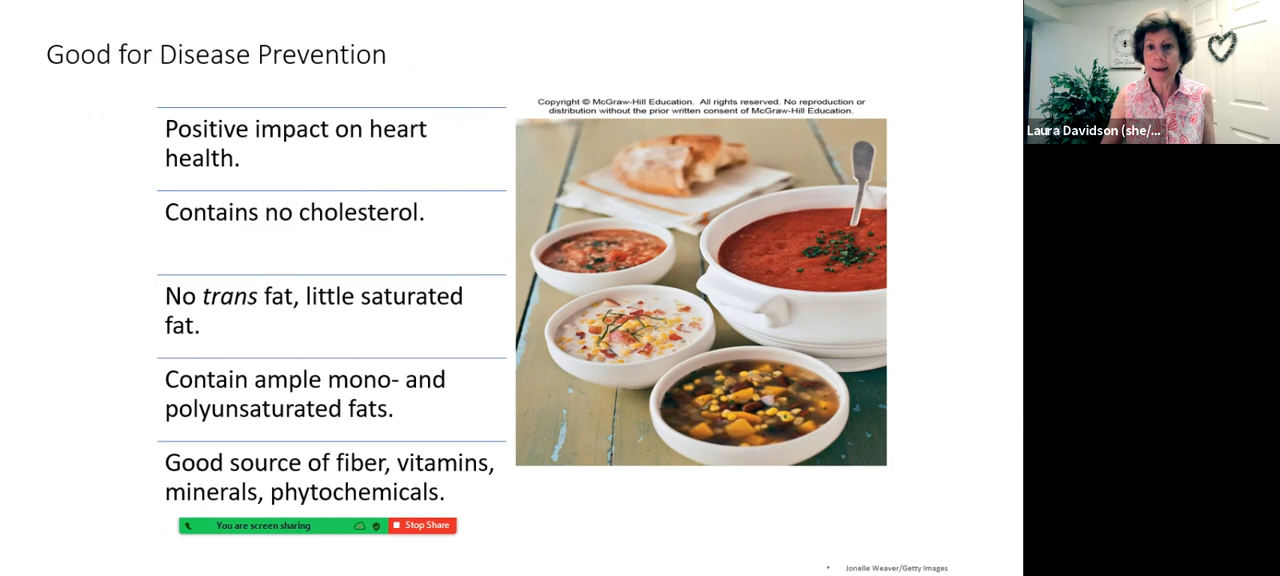 Good for Disease Prevention
Positive impact on heart
health.
Contains no cholesterol.
No trans fat, little saturated
fat.
Contain ample mono- and
polyunsaturated fats.
Good source of fiber, vitamins,
minerals, phytochemicals.
Copyright © McGraw-Hill Education. All rights reserved. No reproduction or
distribution without the prior written consent of McGraw-Hill Education.
You are screen sharing
Stop Share
• Jonelle Weaver/Getty Images
Laura Davidson (she/...